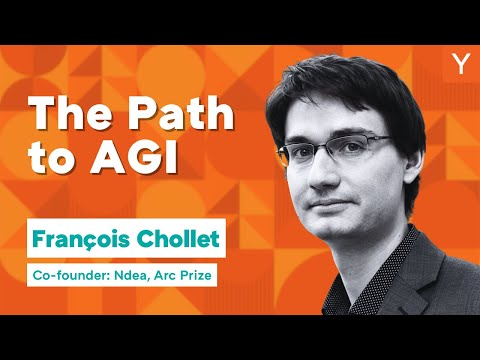 Y
The Path
to AGI
François Chollet
Co-founder: Ndea, Arc Prize